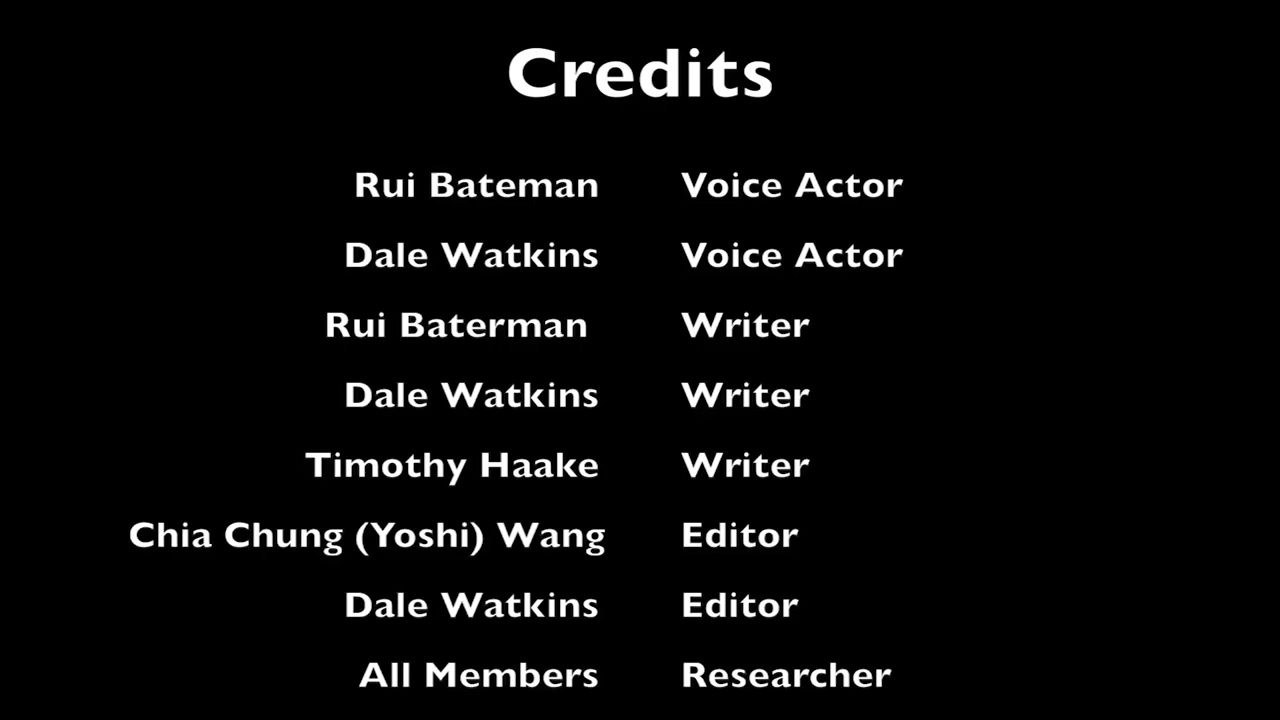 Credits
Rui Bateman Voice Actor
Dale Watkins Voice Actor
Rui Baterman Writer
Dale Watkins Writer
Timothy Haake Writer
Chia Chung (Yoshi) Wang Editor
Dale Watkins Editor
All Members Researcher